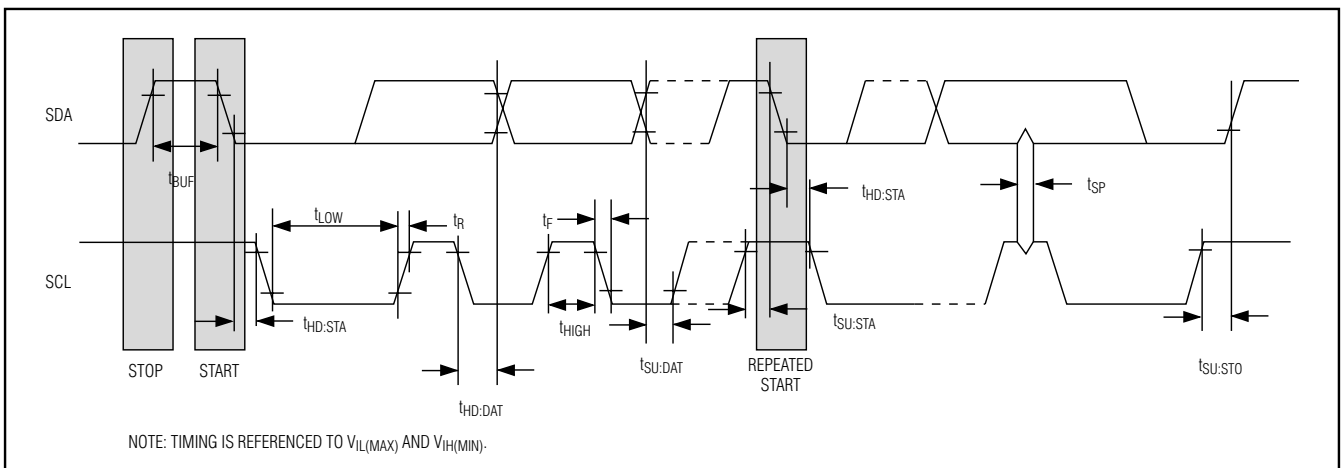 SDA
tBUF
tLOW
tR
tF
tHD:STA
tSP
SCL
tHD:STA
tHIGH
tSU:DAT
tSU:STA
tSU:STO
STOP
START
REPEATED
START
tHD:DAT
NOTE: TIMING IS REFERENCED TO VIL(MAX) AND VIH(MIN).